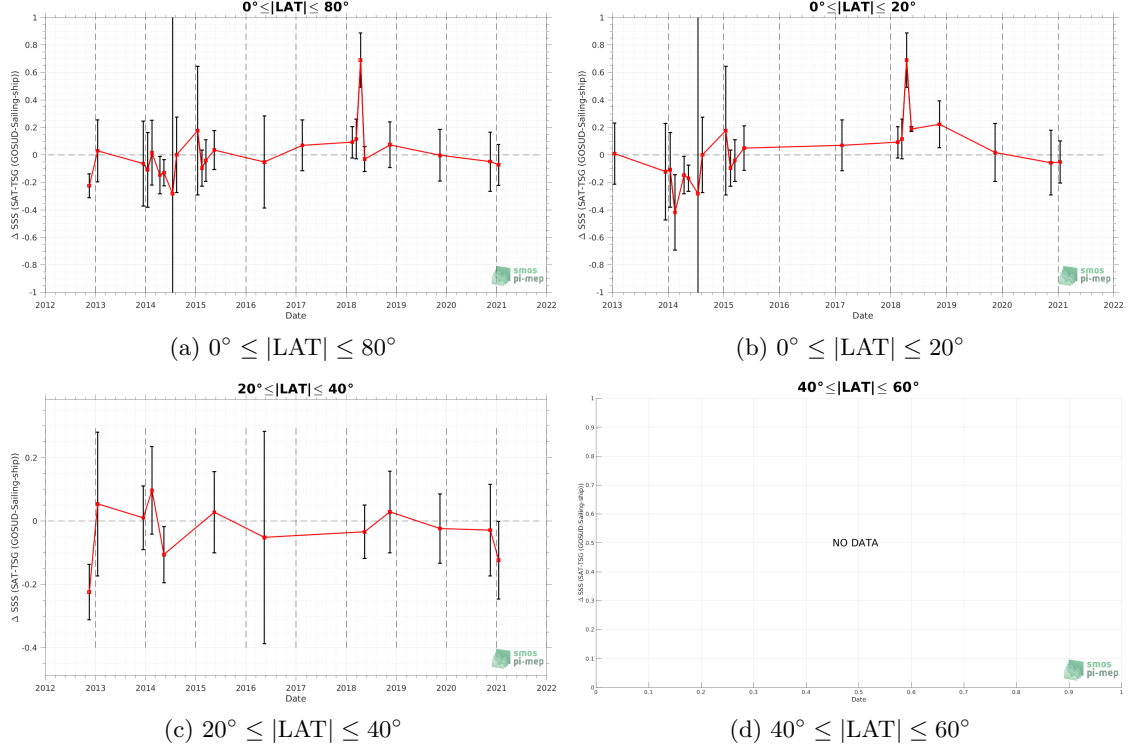 0°≤|LAT|≤ 80°
Δ SSS (SAT-TSG (GOSUD-Sailing-ship))
1
0.8
0.6
0.4
0.2
0
-0.2
-0.4
-0.6
-0.8
-1
2012 2013 2014 2015 2016 2017 2018 2019 2020 2021 2022
Date
smos
pi-mep
(a) 0° ≤ |LAT| ≤ 80°
0°≤|LAT|≤ 20°
Δ SSS (SAT-TSG (GOSUD-Sailing-ship))
1
0.8
0.6
0.4
0.2
0
-0.2
-0.4
-0.6
-0.8
-1
2013 2014 2015 2016 2017 2018 2019 2020 2021 2022
Date
smos
pi-mep
(b) 0° ≤ |LAT| ≤ 20°
20°≤|LAT|≤ 40°
Δ SSS (SAT-TSG (GOSUD-Sailing-ship))
0.2
0
-0.2
-0.4
2012 2013 2014 2015 2016 2017 2018 2019 2020 2021 2022
Date
smos
pi-mep
(c) 20° ≤ |LAT| ≤ 40°
40°≤|LAT|≤ 60°
Δ SSS (SAT-TSG (GOSUD-Sailing-ship))
1
0.9
0.8
0.7
0.6
0.5
0.4
0.3
0.2
0.1
0
NO DATA
0 0.1 0.2 0.3 0.4 0.5 0.6 0.7 0.8 0.9 1
Date
smos
pi-mep
(d) 40° ≤ |LAT| ≤ 60°